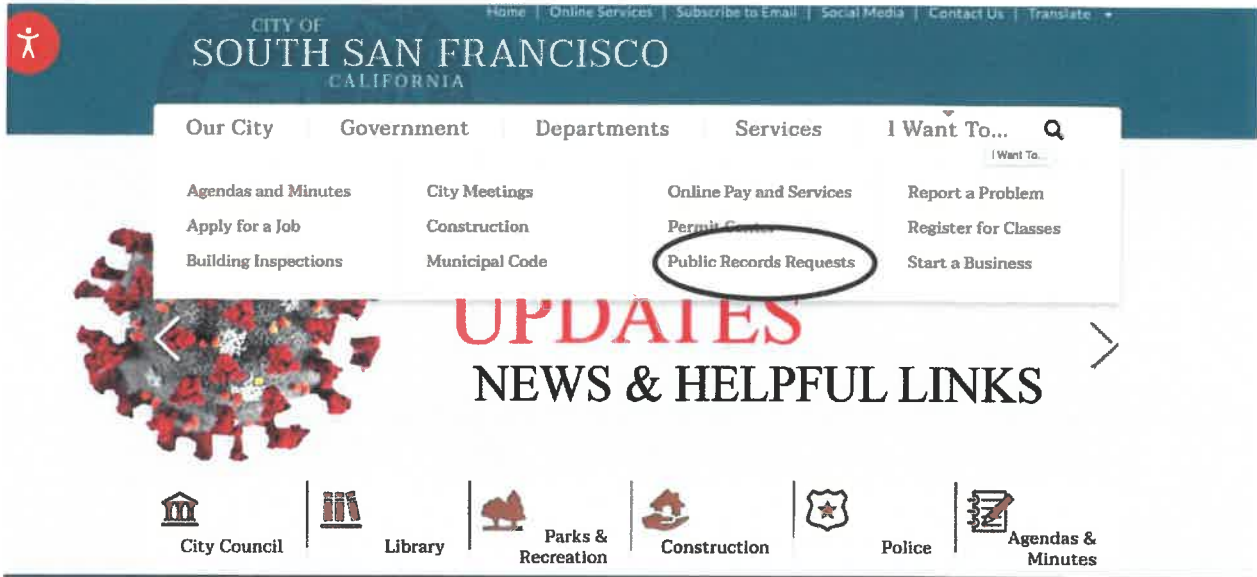 Home | Online Services | Subscribe to Email | Social Media | Contact Us | Translate
CITY OF
SOUTH SAN FRANCISCO
CALIFORNIA
Our City Government Departments Services I Want To...
I Want To...
Agendas and Minutes City Meetings Online Pay and Services Report a Problem
Apply for a Job Construction Permit Center Register for Classes
Building Inspections Municipal Code Public Records Requests Start a Business
UPDATES
NEWS & HELPFUL LINKS
City Council Library Parks & Recreation Construction Police Agendas & Minutes